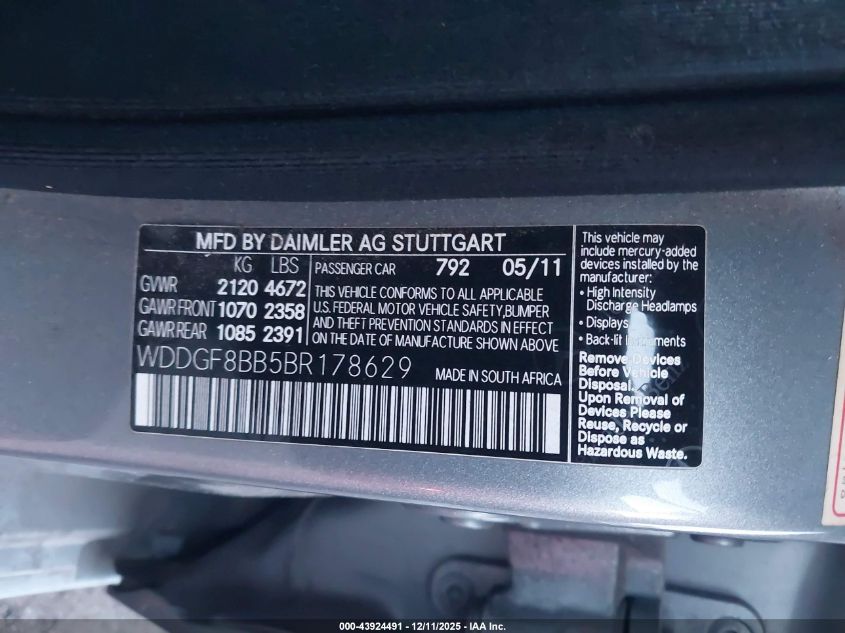 MFD BY DAIMLER AG STUTTGART
KG LBS
GVWR 2120 4672
GAWR FRONT 1070 2358
GAWR REAR 1085 2391
PASSENGER CAR 792 05/11
THIS VEHICLE CONFORMS TO ALL APPLICABLE
U.S. FEDERAL MOTOR VEHICLE SAFETY,BUMPER
AND THEFT PREVENTION STANDARDS IN EFFECT
ON THE DATE OF MANUFACTURE SHOWN ABOVE
WDDGF8BB5BR178629
MADE IN SOUTH AFRICA
This vehicle may
include mercury-added
devices installed by the
manufacturer:
• High Intensity
Discharge Headlamps
• Displays
• Back-lit
Remove Devices
Before Vehicle
Disposal.
Upon Removal of
Devices Please
Reuse, Recycle or
Dispose as
Hazardous Waste.
000-43924491 - 12/11/2025 - IAA Inc.